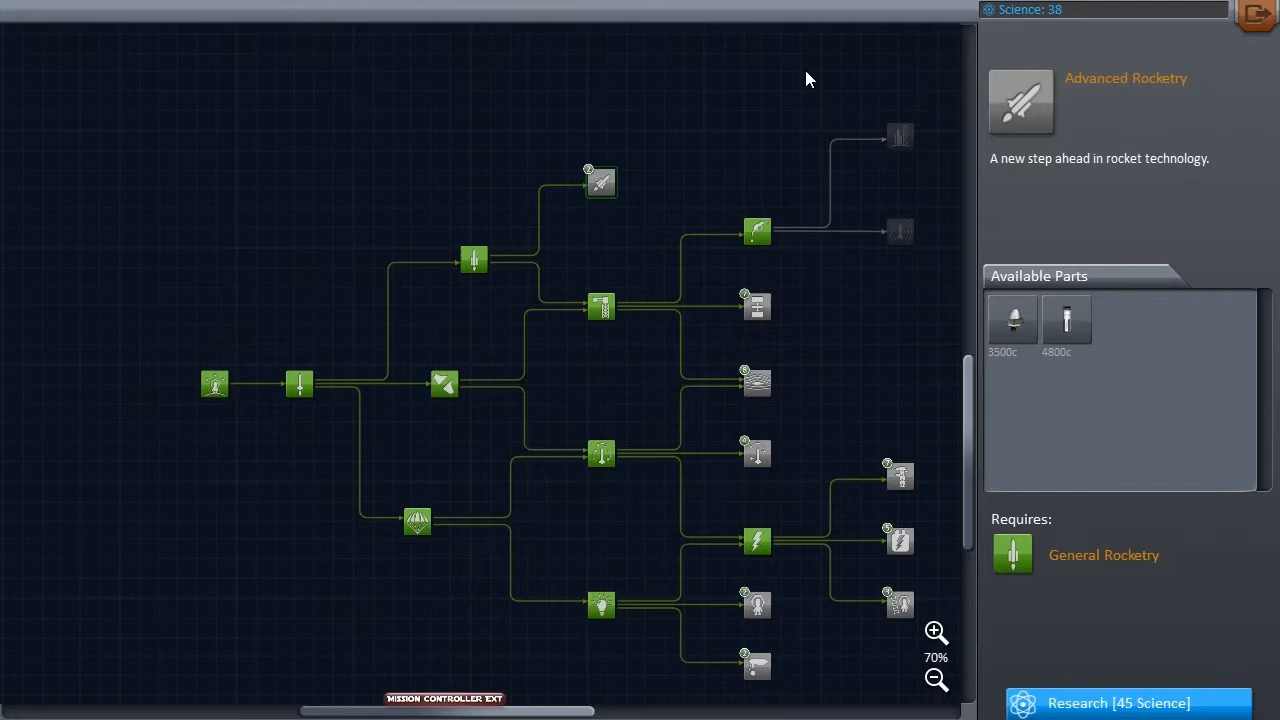 Science: 38
Advanced Rocketry
A new step ahead in rocket technology.
Available Parts
3500c
4800c
Requires:
General Rocketry
70%
MISSION CONTROLLER EXT
Research [45 Science]